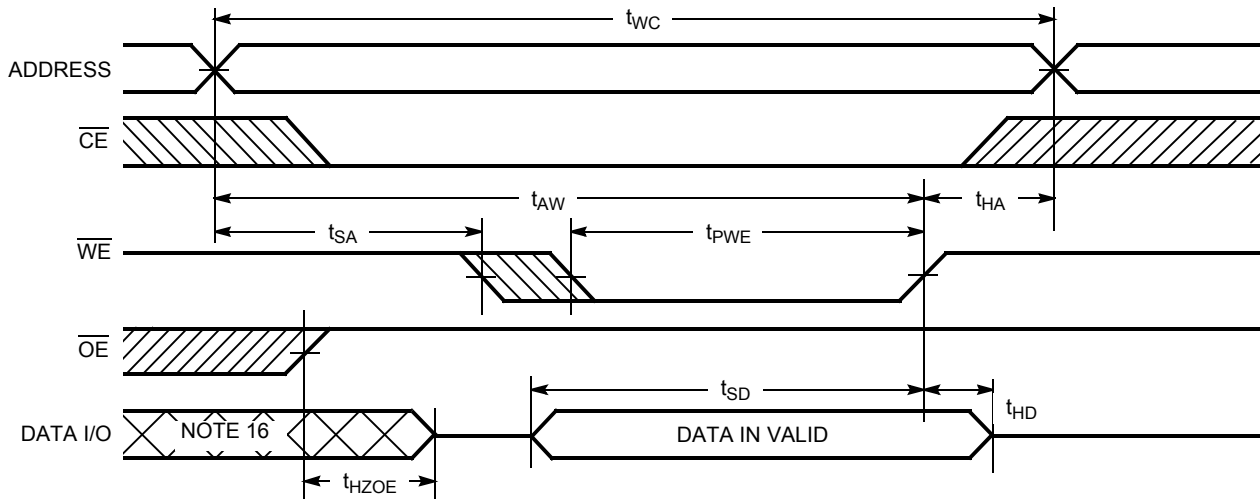 tWC
ADDRESS
CE
tAW
tHA
tSA
tPWE
WE
OE
tSD
tHD
DATA I/O
NOTE 16
DATA IN VALID
tHZOE